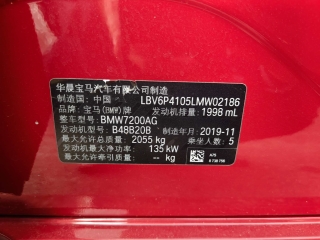 华晨宝马汽车有限公司制造
制造国：中国 LBV6P4105LMW02186
品牌：宝马(BMW)牌 发动机排量：1998 mL
整车型号：BMW7200AG
发动机型号：B48B20B 制造年月：2019-11
最大允许总质量：2055 kg 乘坐人数：5
发动机最大净功率：135 kW
最大允许牵引质量：-- kg